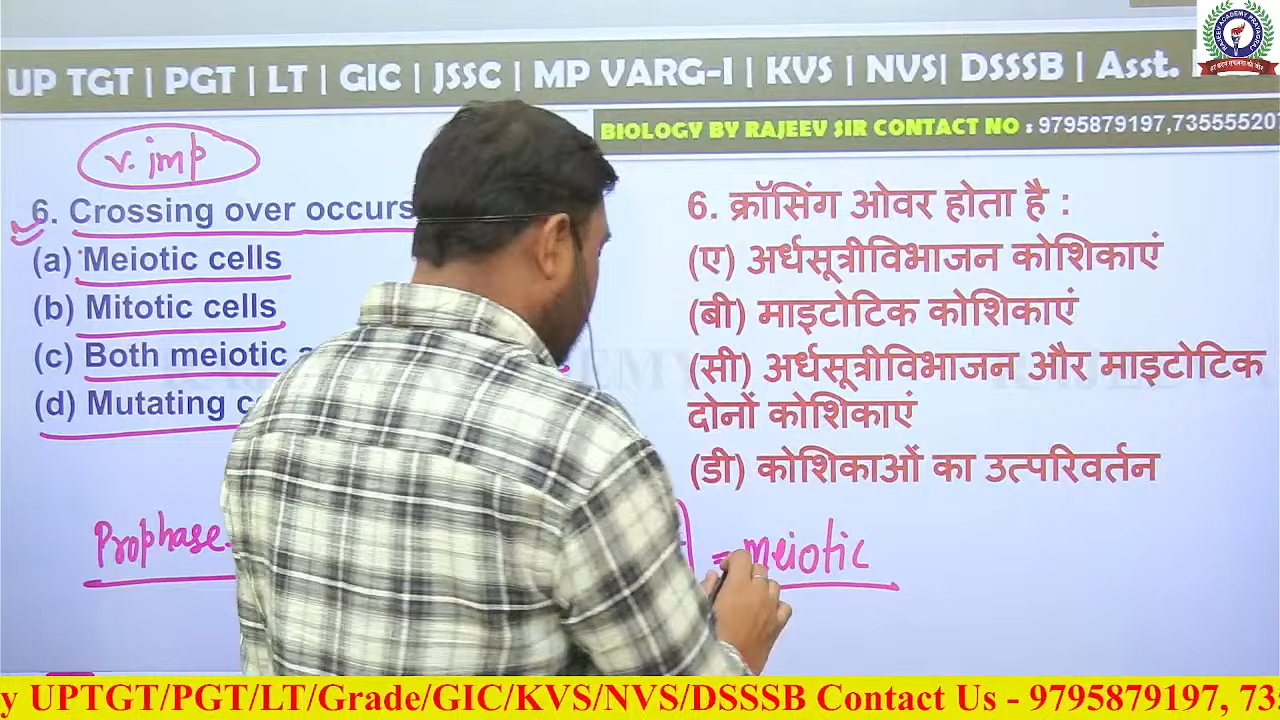 UP TGT | PGT | LT | GIC | JSSC | MP VARG-I | KVS | NVS| DSSSB | Asst.
BIOLOGY BY RAJEEV SIR CONTACT NO : 9795879197,735555207
v. imp
6. Crossing over occurs
(a) Meiotic cells
(b) Mitotic cells
(c) Both meiotic
(d) Mutating
6. क्रॉसिंग ओवर होता है :
(ए) अर्धसूत्रीविभाजन कोशिकाएं
(बी) माइटोटिक कोशिकाएं
(सी) अर्धसूत्रीविभाजन और माइटोटिक
दोनों कोशिकाएं
(डी) कोशिकाओं का उत्परिवर्तन
Prophase-
= meiotic
y UPTGT/PGT/LT/Grade/GIC/KVS/NVS/DSSSB Contact Us - 9795879197, 73